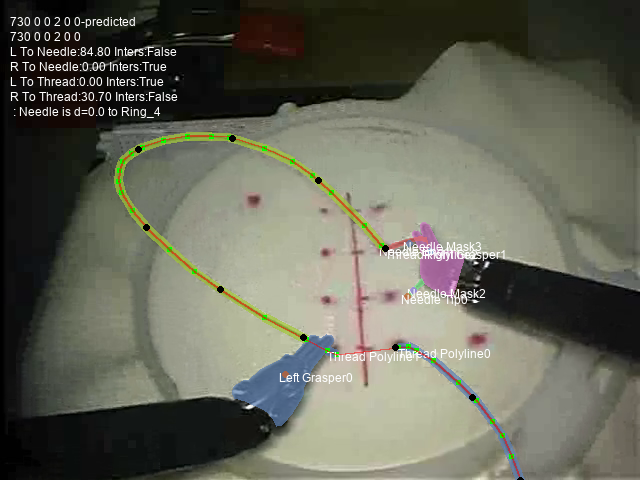 730 0 0 2 0 0-predicted
730 0 0 2 0 0
L To Needle:84.80 Inters:False
R To Needle:0.00 Inters:True
L To Thread:0.00 Inters:True
R To Thread:30.70 Inters:False
: Needle is d=0.0 to Ring_4
Needle Mask3
Needle Mask2
Needle Tip0
Thread Polyline
Thread Polyline0
Left Grasper0